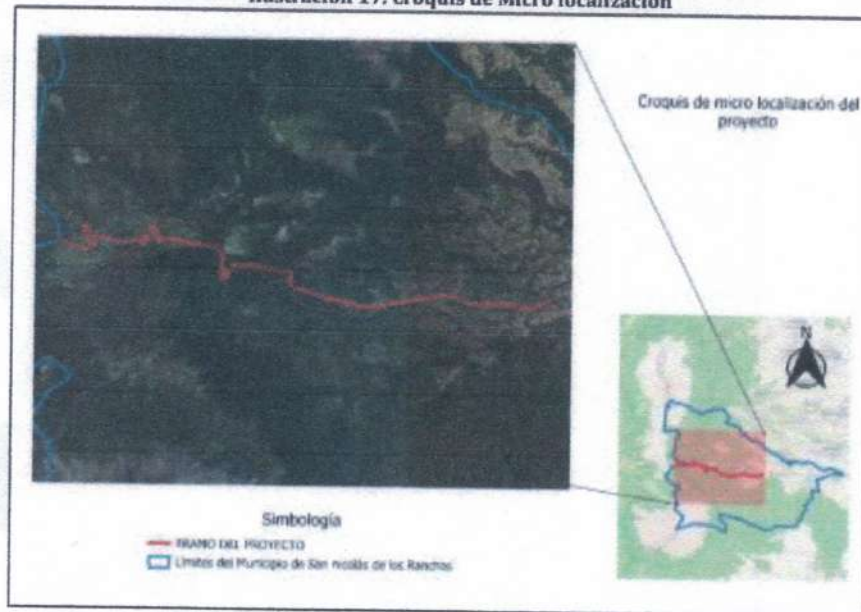 Ilustración 17. Croquis de Micro localización
Croquis de micro localización del
proyecto
N
Simbología
TRAMO DEL PROYECTO
Límites del Municipio de San nicolás de los Ranchos